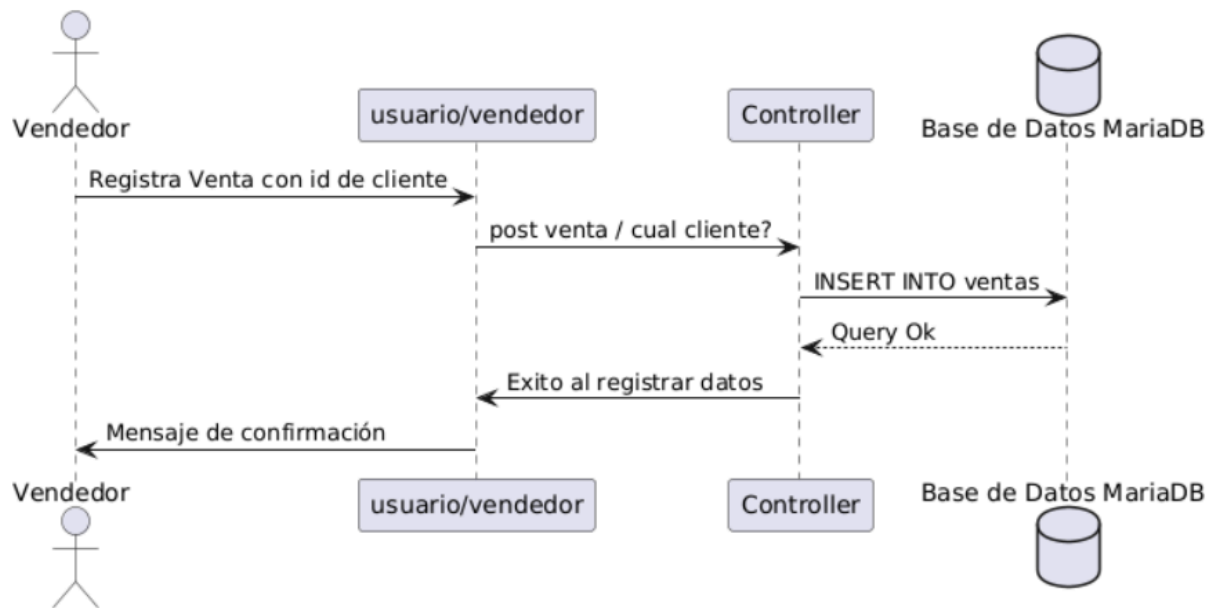 Vendedor
usuario/vendedor
Controller
Base de Datos MariaDB
Registra Venta con id de cliente
post venta / cual cliente?
INSERT INTO ventas
Query Ok
Exito al registrar datos
Mensaje de confirmación
Vendedor
usuario/vendedor
Controller
Base de Datos MariaDB